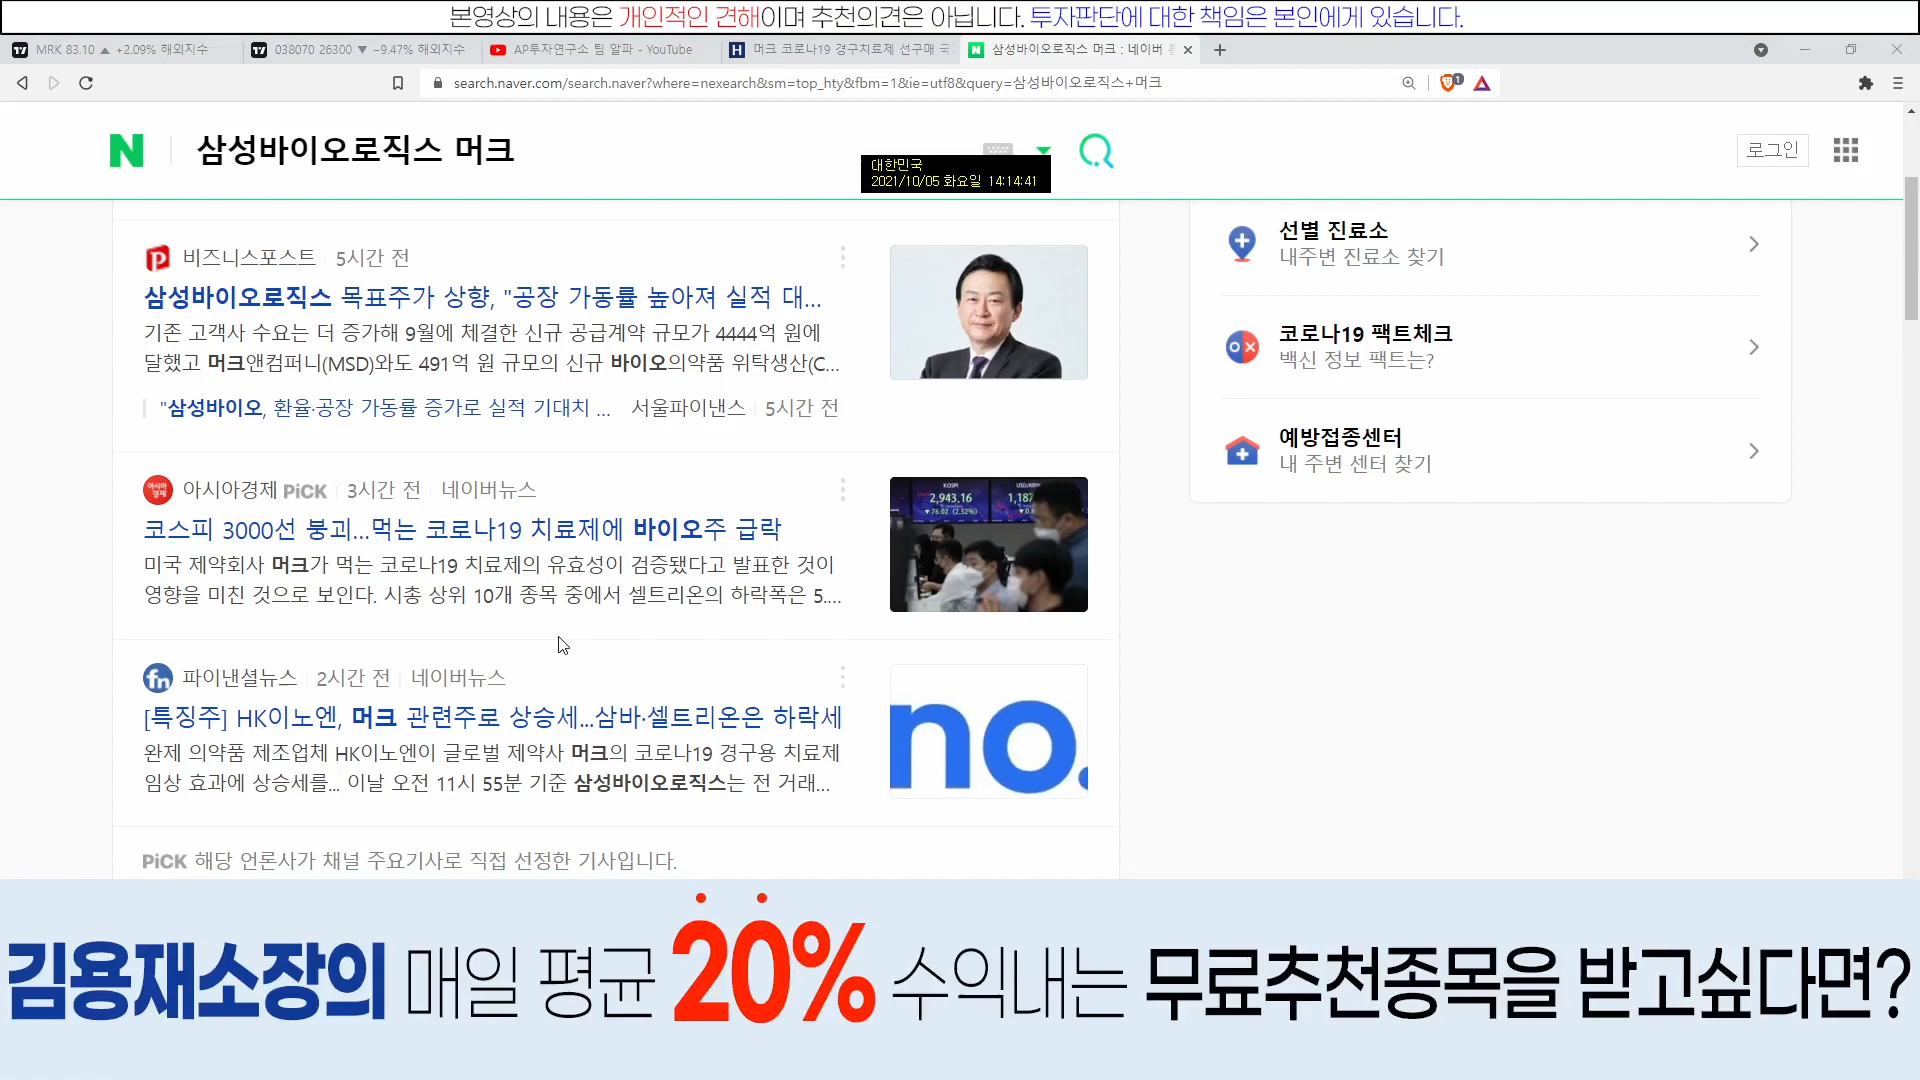 본영상의 내용은 개인적인 견해이며 추천의견은 아닙니다. 투자판단에 대한 책임은 본인에게 있습니다.
MRK 83.10 ▲ +2.09% 해외지수
038070 26300 ▼ −9.47% 해외지수
AP투자연구소 팀 알파 - YouTube
머크 코로나19 경구치료제 선구매 국
삼성바이오로직스 머크 : 네이버
search.naver.com/search.naver?where=nexearch&sm=top_hty&fbm=1&ie=utf8&query=삼성바이오로직스+머크
1
N
삼성바이오로직스 머크
로그인
대한민국
2021/10/05 화요일 14:14:41
비즈니스포스트 5시간 전
삼성바이오로직스 목표주가 상향, "공장 가동률 높아져 실적 대...
기존 고객사 수요는 더 증가해 9월에 체결한 신규 공급계약 규모가 4444억 원에
달했고 머크앤컴퍼니(MSD)와도 491억 원 규모의 신규 바이오의약품 위탁생산(C...
"삼성바이오, 환율·공장 가동률 증가로 실적 기대치 ... 서울파이낸스 5시간 전
아시아경제 PiCK 3시간 전 네이버뉴스
코스피 3000선 붕괴...먹는 코로나19 치료제에 바이오주 급락
미국 제약회사 머크가 먹는 코로나19 치료제의 유효성이 검증됐다고 발표한 것이
영향을 미친 것으로 보인다. 시총 상위 10개 종목 중에서 셀트리온의 하락폭은 5....
KOSPI
2,943.16
▼76.02 (2.52%)
파이낸셜뉴스 2시간 전 네이버뉴스
[특징주] HK이노엔, 머크 관련주로 상승세...삼바·셀트리온은 하락세
완제 의약품 제조업체 HK이노엔이 글로벌 제약사 머크의 코로나19 경구용 치료제
임상 효과에 상승세를... 이날 오전 11시 55분 기준 삼성바이오로직스는 전 거래...
no.
PiCK 해당 언론사가 채널 주요기사로 직접 선정한 기사입니다.
선별 진료소
내주변 진료소 찾기
코로나19 팩트체크
백신 정보 팩트는?
예방접종센터
내 주변 센터 찾기
김용재소장의 매일 평균 20% 수익내는 무료추천종목을 받고싶다면?